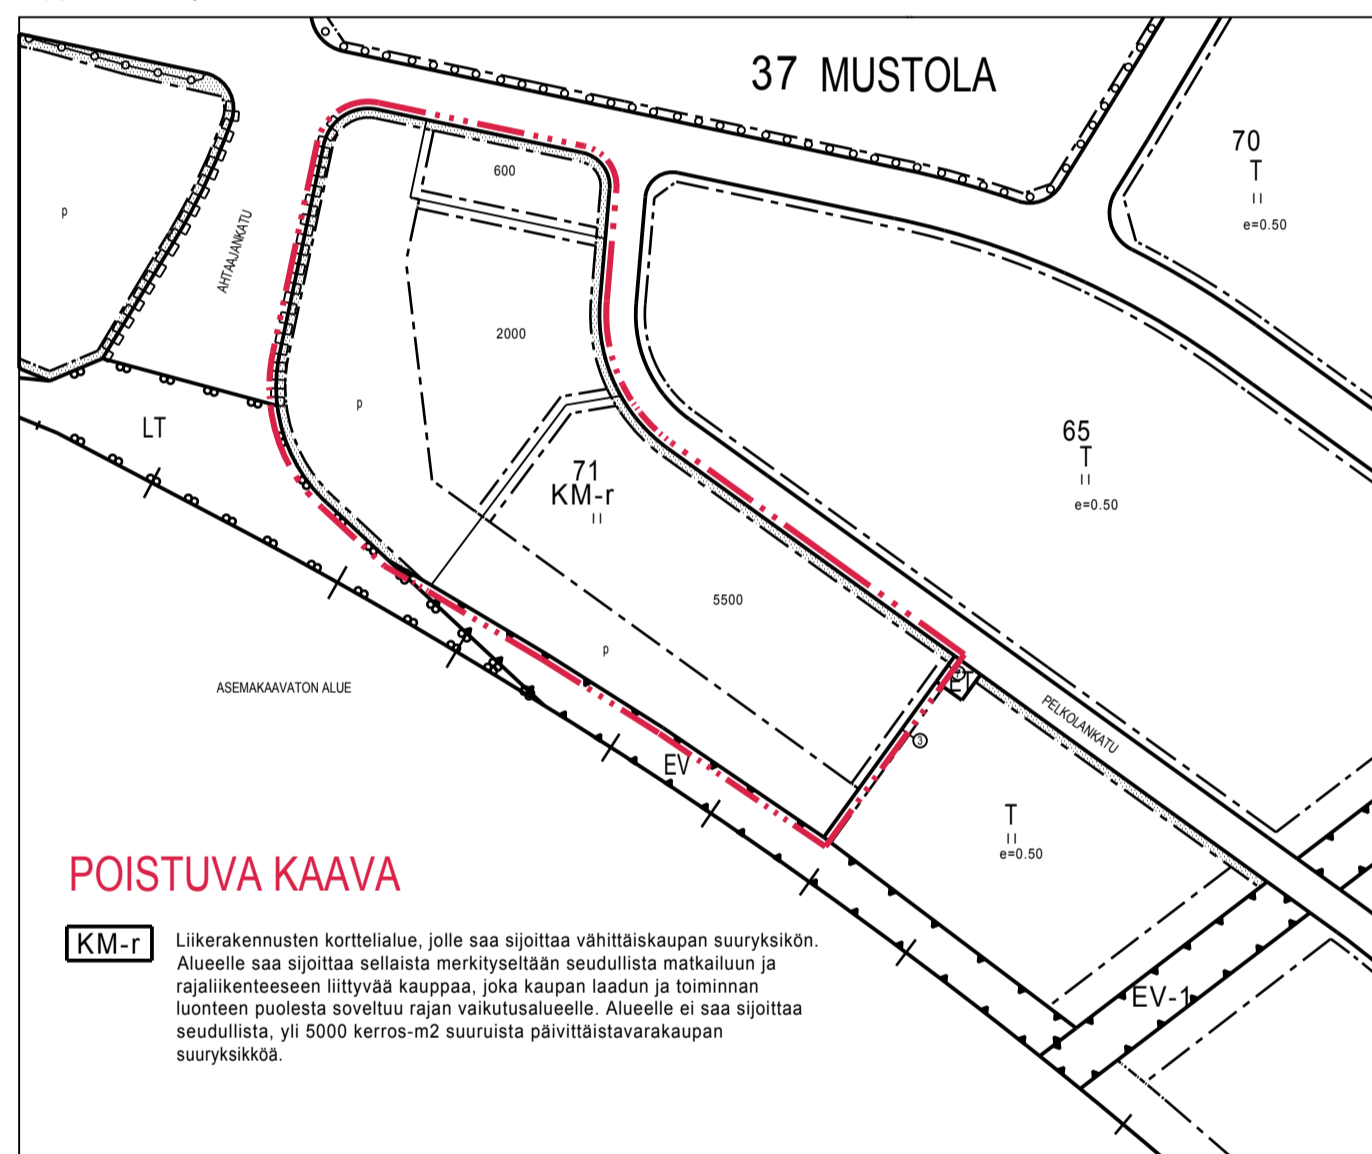 37 MUSTOLA
70
T
II
e=0.50
600
p
AHTAAJANKATU
2000
p
LT
65
T
II
e=0.50
71
KM-r
II
5500
p
ASEMAKAAVATON ALUE
ET
PELKOLANKATU
3
EV
T
II
e=0.50
EV-1
POISTUVA KAAVA
KM-r
Liikerakennusten korttelialue, jolle saa sijoittaa vähittäiskaupan suuryksikön.
Alueelle saa sijoittaa sellaista merkityseltään seudullista matkailuun ja
rajaliikenteeseen liittyvää kauppaa, joka kaupan laadun ja toiminnan
luonteen puolesta soveltuu rajan vaikutusalueelle. Alueelle ei saa sijoittaa
seudullista, yli 5000 kerros-m2 suuruista päivittäistavarakaupan
suuryksikköä.